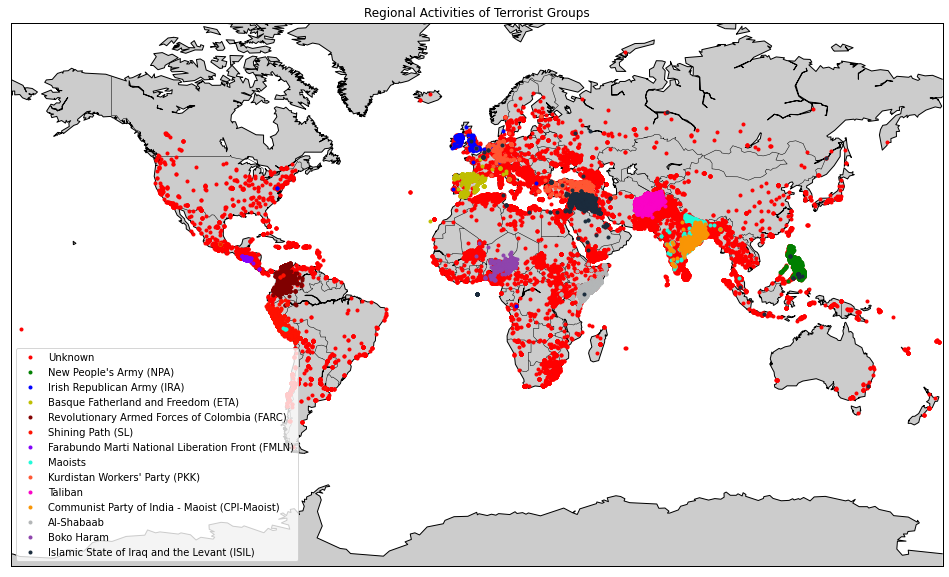 Regional Activities of Terrorist Groups
Unknown
New People's Army (NPA)
Irish Republican Army (IRA)
Basque Fatherland and Freedom (ETA)
Revolutionary Armed Forces of Colombia (FARC)
Shining Path (SL)
Farabundo Marti National Liberation Front (FMLN)
Maoists
Kurdistan Workers' Party (PKK)
Taliban
Communist Party of India - Maoist (CPI-Maoist)
Al-Shabaab
Boko Haram
Islamic State of Iraq and the Levant (ISIL)